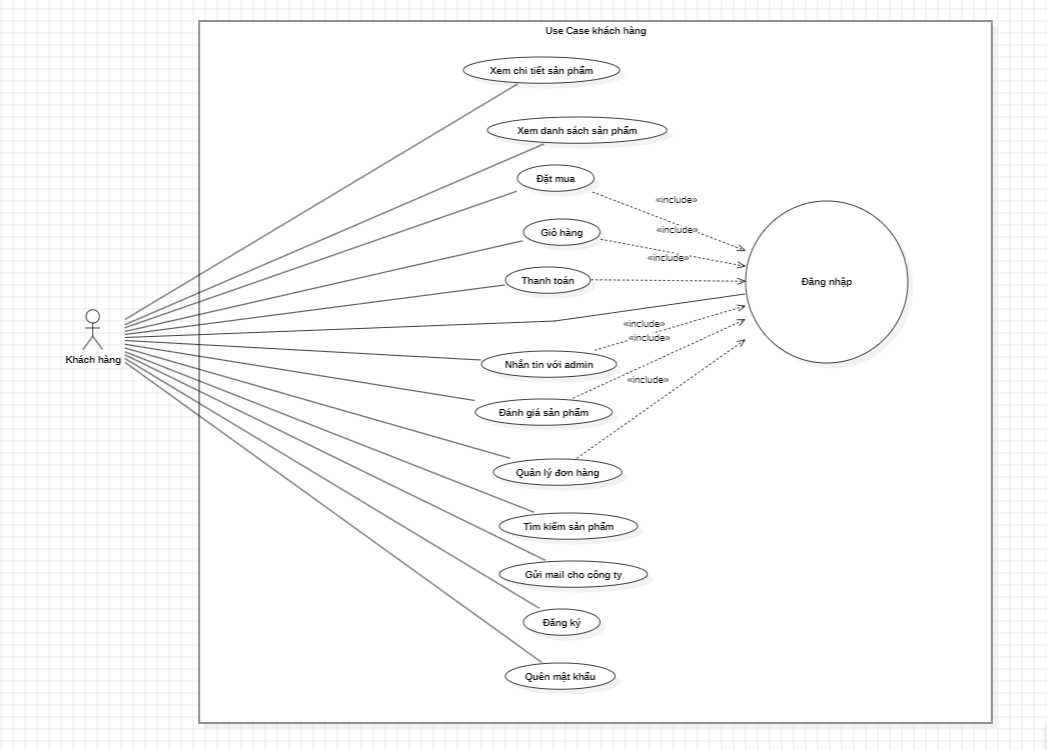 Use Case khách hàng
Xem chi tiết sản phẩm
Xem danh sách sản phẩm
Đặt mua
«include»
Giỏ hàng
«include»
«include»
Thanh toán
Đăng nhập
Khách hàng
«include»
«include»
Nhắn tin với admin
«include»
Đánh giá sản phẩm
Quản lý đơn hàng
Tìm kiếm sản phẩm
Gửi mail cho công ty
Đăng ký
Quên mật khẩu